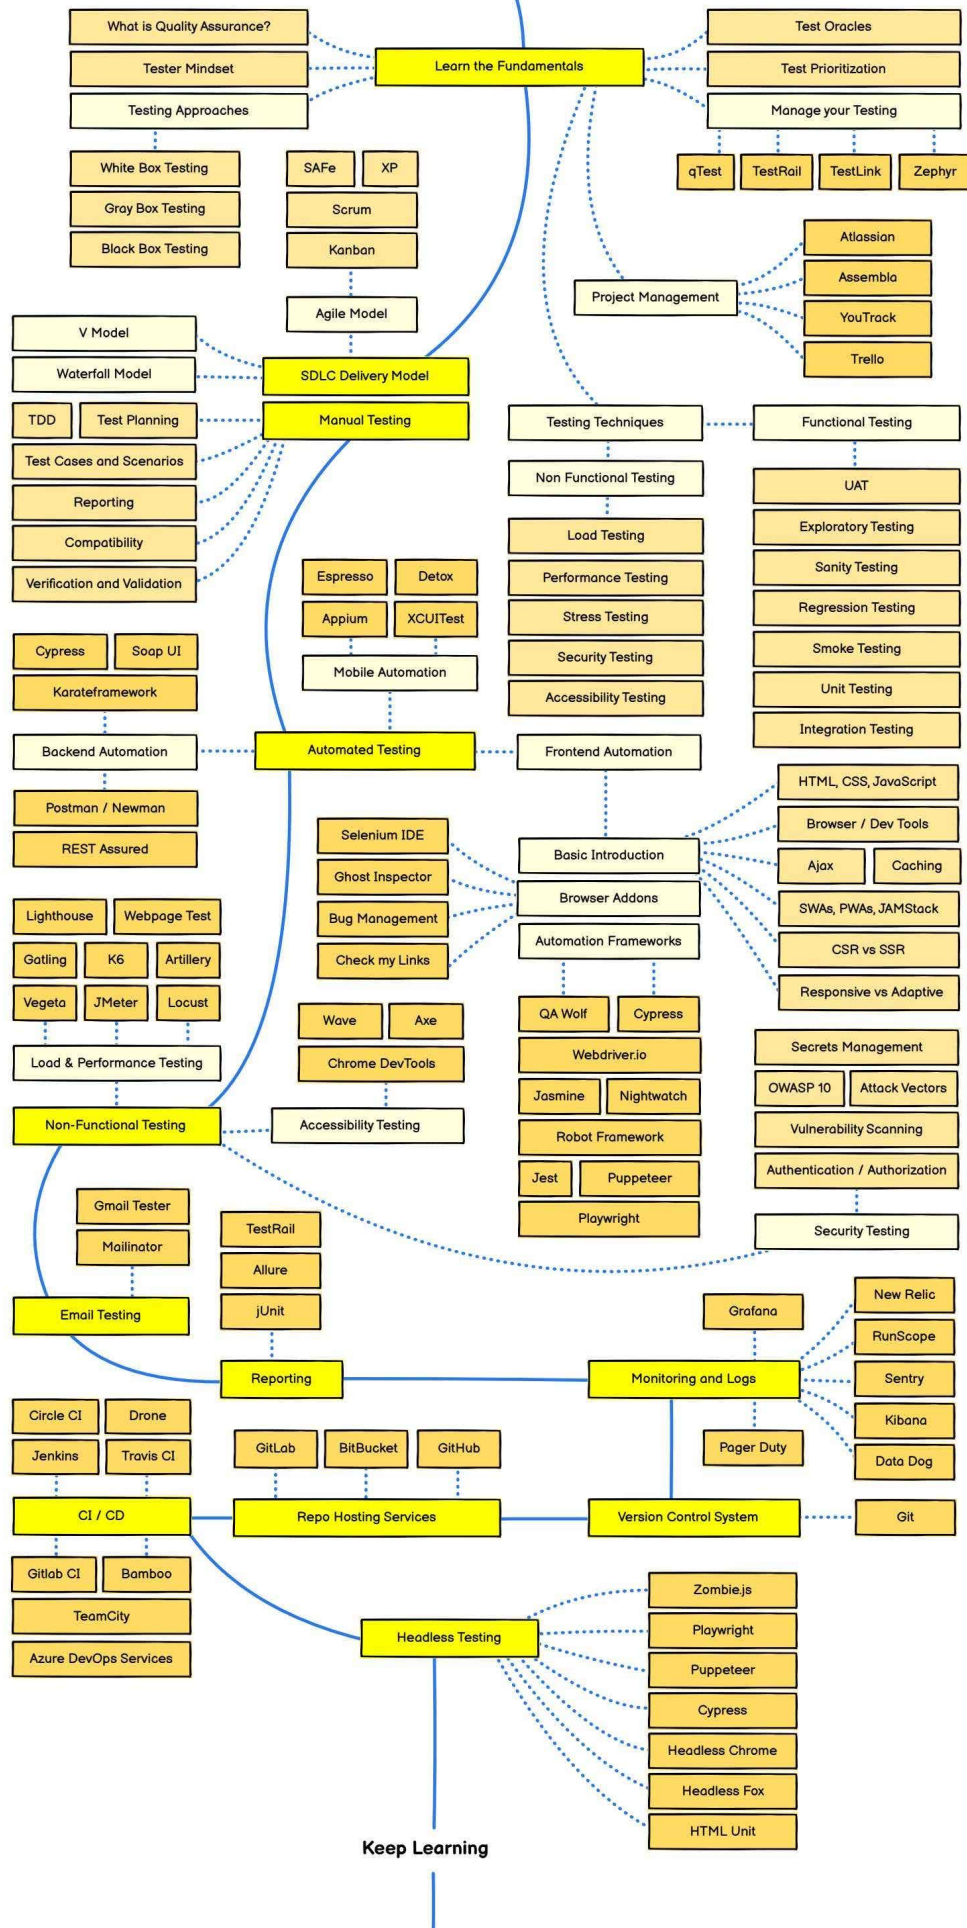 What is Quality Assurance?
Tester Mindset
Testing Approaches
White Box Testing
Gray Box Testing
Black Box Testing
Learn the Fundamentals
Test Oracles
Test Prioritization
Manage your Testing
qTest
TestRail
TestLink
Zephyr
SAFe
XP
Scrum
Kanban
Agile Model
Project Management
Atlassian
Assembla
YouTrack
Trello
V Model
Waterfall Model
SDLC Delivery Model
Manual Testing
TDD
Test Planning
Test Cases and Scenarios
Reporting
Compatibility
Verification and Validation
Testing Techniques
Functional Testing
Non Functional Testing
Load Testing
Performance Testing
Stress Testing
Security Testing
Accessibility Testing
UAT
Exploratory Testing
Sanity Testing
Regression Testing
Smoke Testing
Unit Testing
Integration Testing
Espresso
Detox
Appium
XCUITest
Mobile Automation
Cypress
Soap UI
Karateframework
Backend Automation
Postman / Newman
REST Assured
Automated Testing
Frontend Automation
Basic Introduction
Browser Addons
Automation Frameworks
HTML, CSS, JavaScript
Browser / Dev Tools
Ajax
Caching
SWAs, PWAs, JAMStack
CSR vs SSR
Responsive vs Adaptive
Selenium IDE
Ghost Inspector
Bug Management
Check my Links
QA Wolf
Cypress
Webdriver.io
Jasmine
Nightwatch
Robot Framework
Jest
Puppeteer
Playwright
Lighthouse
Webpage Test
Gatling
K6
Artillery
Vegeta
JMeter
Locust
Load & Performance Testing
Non-Functional Testing
Wave
Axe
Chrome DevTools
Accessibility Testing
Secrets Management
OWASP 10
Attack Vectors
Vulnerability Scanning
Authentication / Authorization
Security Testing
Gmail Tester
Mailinator
Email Testing
TestRail
Allure
jUnit
Reporting
Grafana
Monitoring and Logs
Pager Duty
New Relic
RunScope
Sentry
Kibana
Data Dog
Circle CI
Drone
Jenkins
Travis CI
CI / CD
Gitlab CI
Bamboo
TeamCity
Azure DevOps Services
GitLab
BitBucket
GitHub
Repo Hosting Services
Version Control System
Git
Headless Testing
Zombie.js
Playwright
Puppeteer
Cypress
Headless Chrome
Headless Fox
HTML Unit
Keep Learning